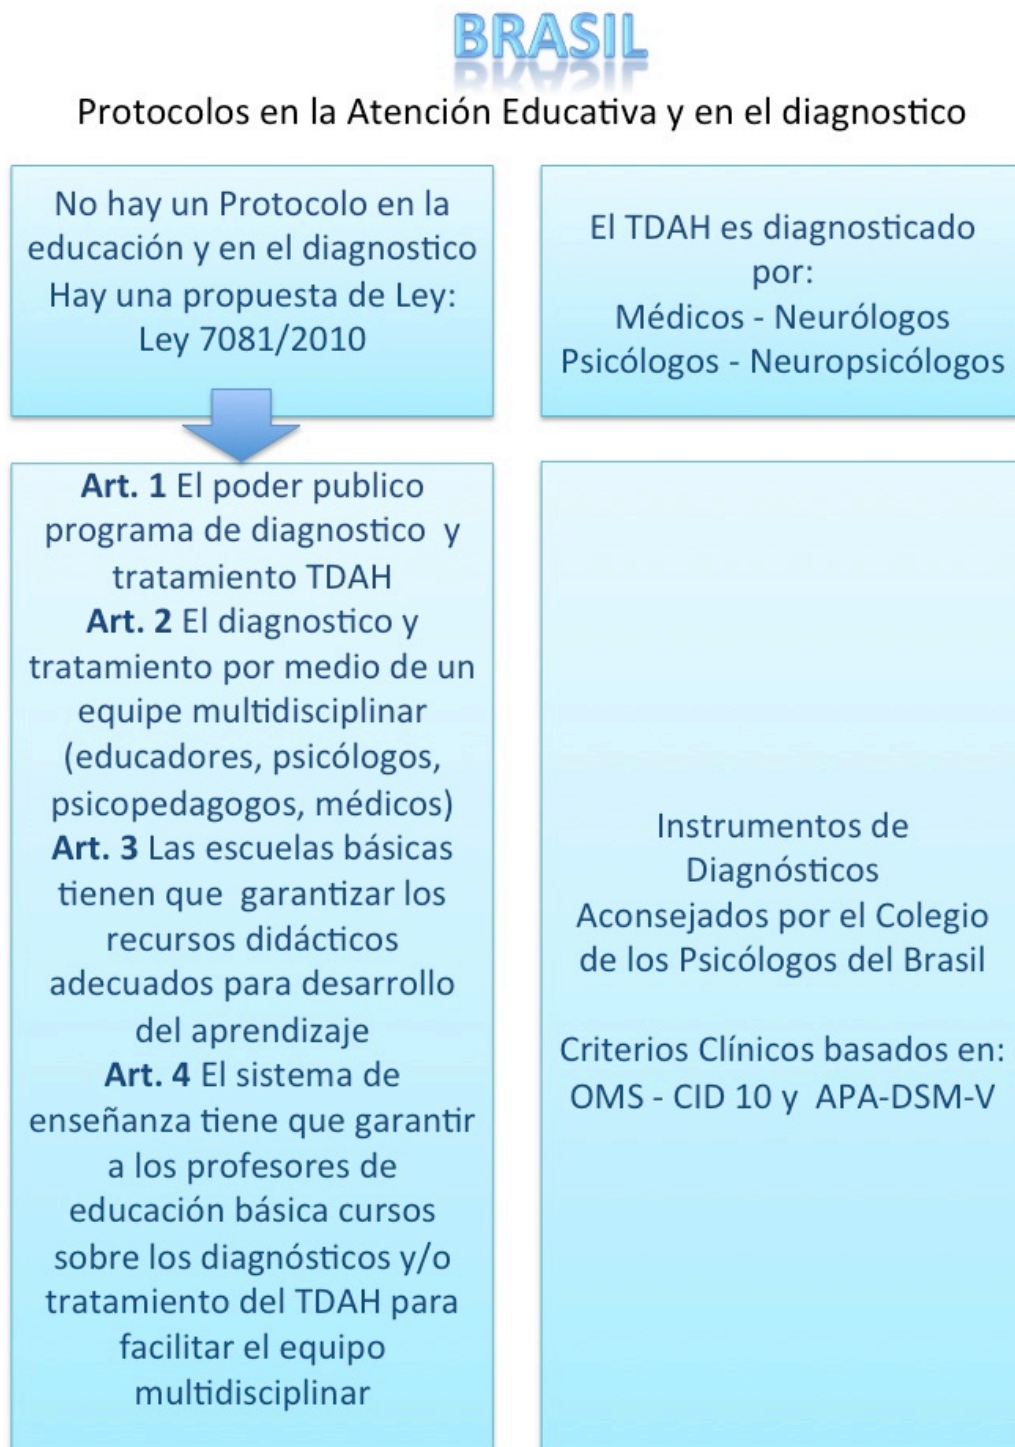 BRASIL
Protocolos en la Atención Educativa y en el diagnostico
No hay un Protocolo en la
educación y en el diagnostico
Hay una propuesta de Ley:
Ley 7081/2010
El TDAH es diagnosticado
por:
Médicos - Neurólogos
Psicólogos - Neuropsicólogos
Art. 1 El poder publico
programa de diagnostico y
tratamiento TDAH
Art. 2 El diagnostico y
tratamiento por medio de un
equipe multidisciplinar
(educadores, psicólogos,
psicopedagogos, médicos)
Art. 3 Las escuelas básicas
tienen que garantizar los
recursos didácticos
adecuados para desarrollo
del aprendizaje
Art. 4 El sistema de
enseñanza tiene que garantir
a los profesores de
educación básica cursos
sobre los diagnósticos y/o
tratamiento del TDAH para
facilitar el equipo
multidisciplinar
Instrumentos de
Diagnósticos
Aconsejados por el Colegio
de los Psicólogos del Brasil
Criterios Clínicos basados en:
OMS - CID 10 y APA-DSM-V